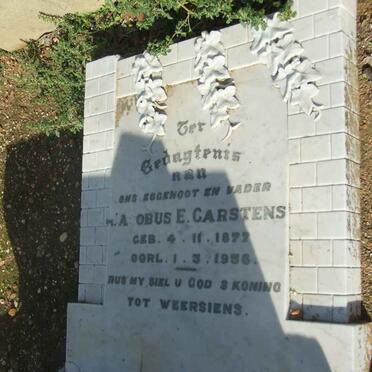 Ter
Gedagtenis
aan
ONS EGGENOOT EN VADER
JACOBUS E. CARSTENS
GEB. 4. 11. 1877
OORL. 1. 3. 1956.
RUS MY SIEL U GOD S KONING
TOT WEERSIENS.